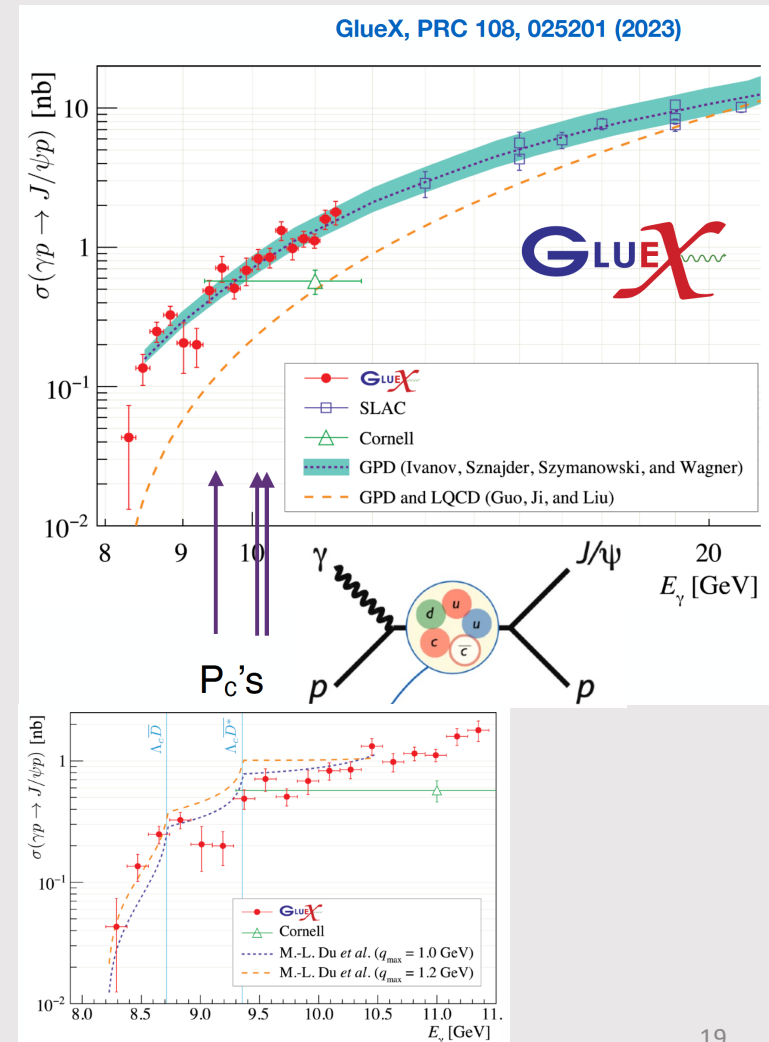 GlueX, PRC 108, 025201 (2023)
σ(γp → J/ψp) [nb]
10
1
10⁻¹
10⁻²
GLUEX
GLUEX
SLAC
Cornell
GPD (Ivanov, Sznajder, Szymanowski, and Wagner)
GPD and LQCD (Guo, Ji, and Liu)
8 9 10 20
E_γ [GeV]
γ J/ψ
d u u c c̅
p p
P_C's
σ(γp → J/ψp) [nb]
Λ_c D̅
Λ_c D̅*
1
10⁻¹
10⁻²
GLUEX
Cornell
M.-L. Du et al. (q_max = 1.0 GeV)
M.-L. Du et al. (q_max = 1.2 GeV)
8.0 8.5 9.0 9.5 10.0 10.5 11.0 11.
E_γ [GeV]
19